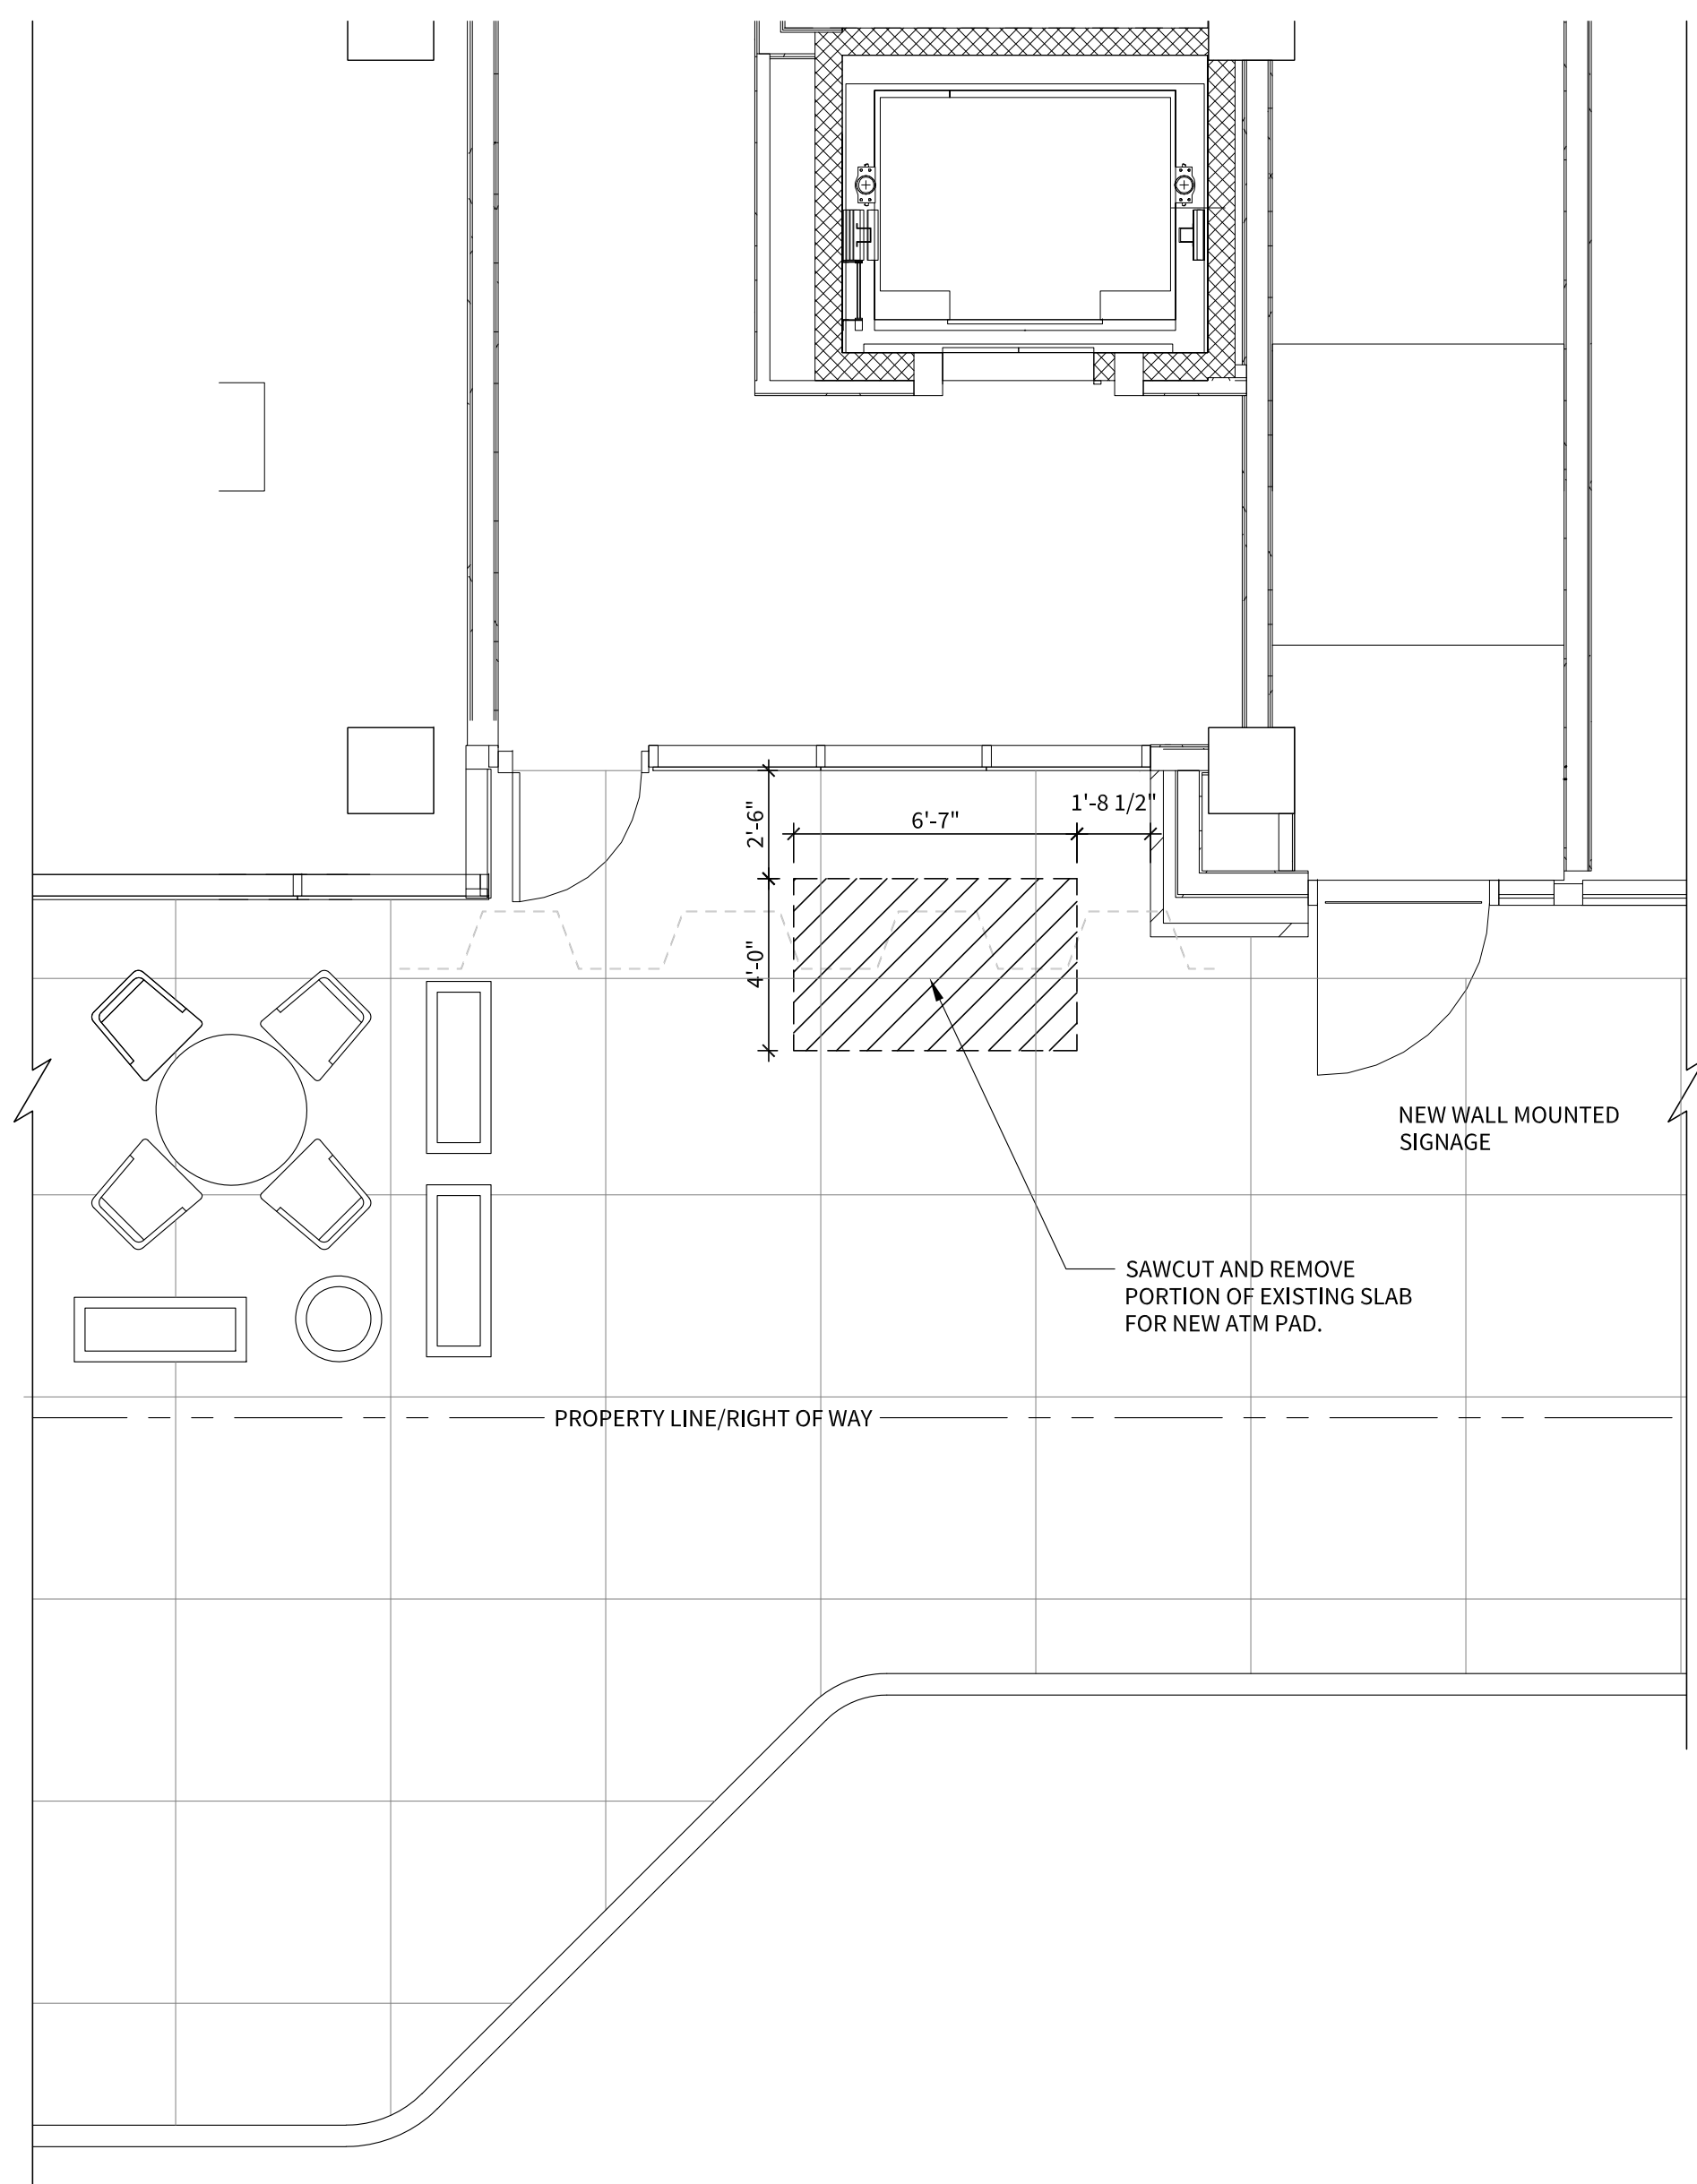 1'-8 1/2"
6'-7"
2'-6"
4'-0"
NEW WALL MOUNTED
SIGNAGE
SAWCUT AND REMOVE
PORTION OF EXISTING SLAB
FOR NEW ATM PAD.
PROPERTY LINE/RIGHT OF WAY